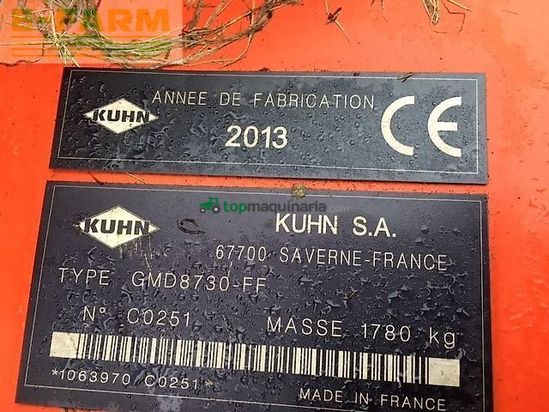 E-FARM
KUHN
ANNEE DE FABRICATION
2013
CE
topmaquinaria
KUHN
KUHN S.A.
67700 SAVERNE-FRANCE
TYPE GMD8730-FF
N° C0251 MASSE 1780 kg
*1063970 C0251*
MADE IN FRANCE